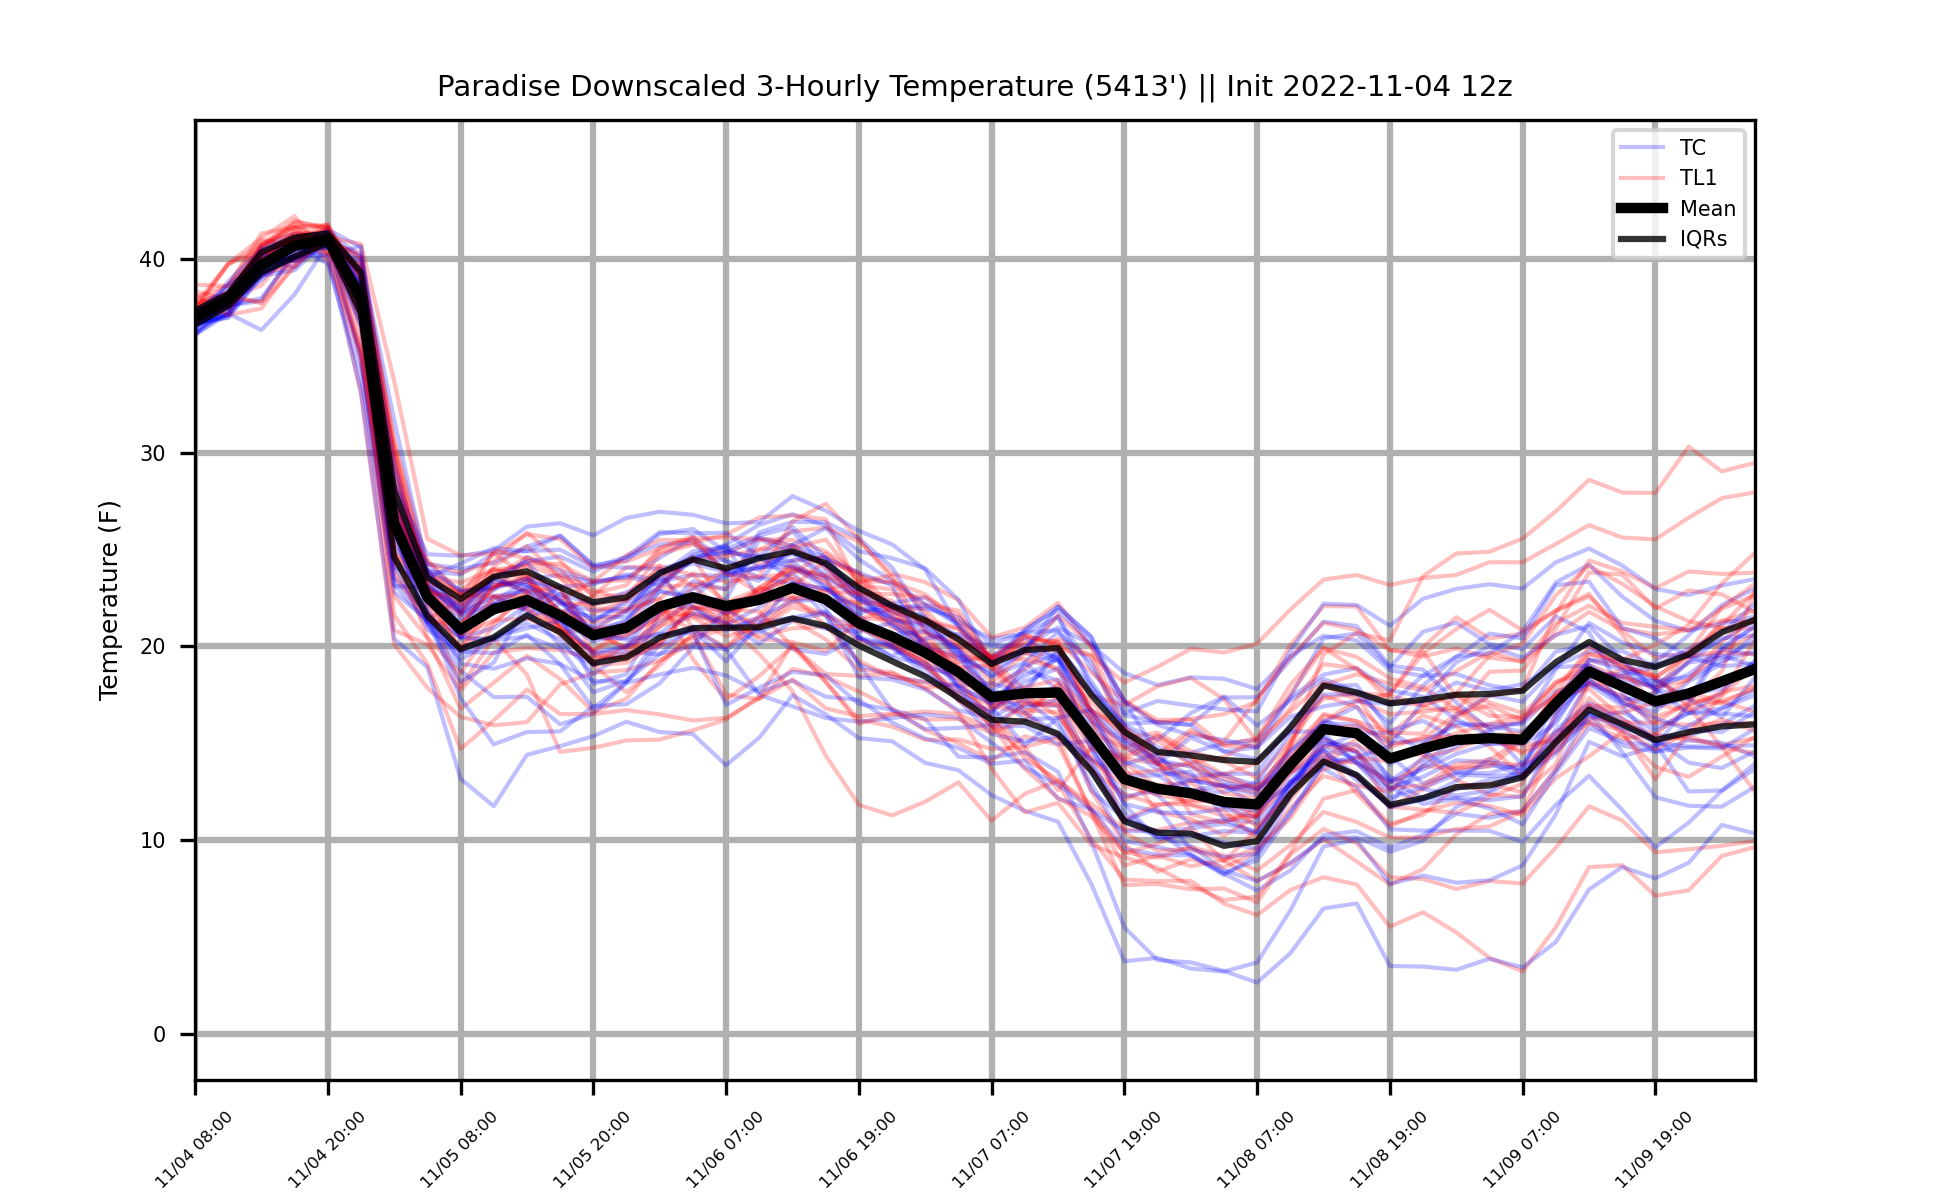 Paradise Downscaled 3-Hourly Temperature (5413') || Init 2022-11-04 12z
TC
TL1
Mean
IQRs
Temperature (F)
40
30
20
10
0
11/04 08:00
11/04 20:00
11/05 08:00
11/05 20:00
11/06 07:00
11/06 19:00
11/07 07:00
11/07 19:00
11/08 07:00
11/08 19:00
11/09 07:00
11/09 19:00